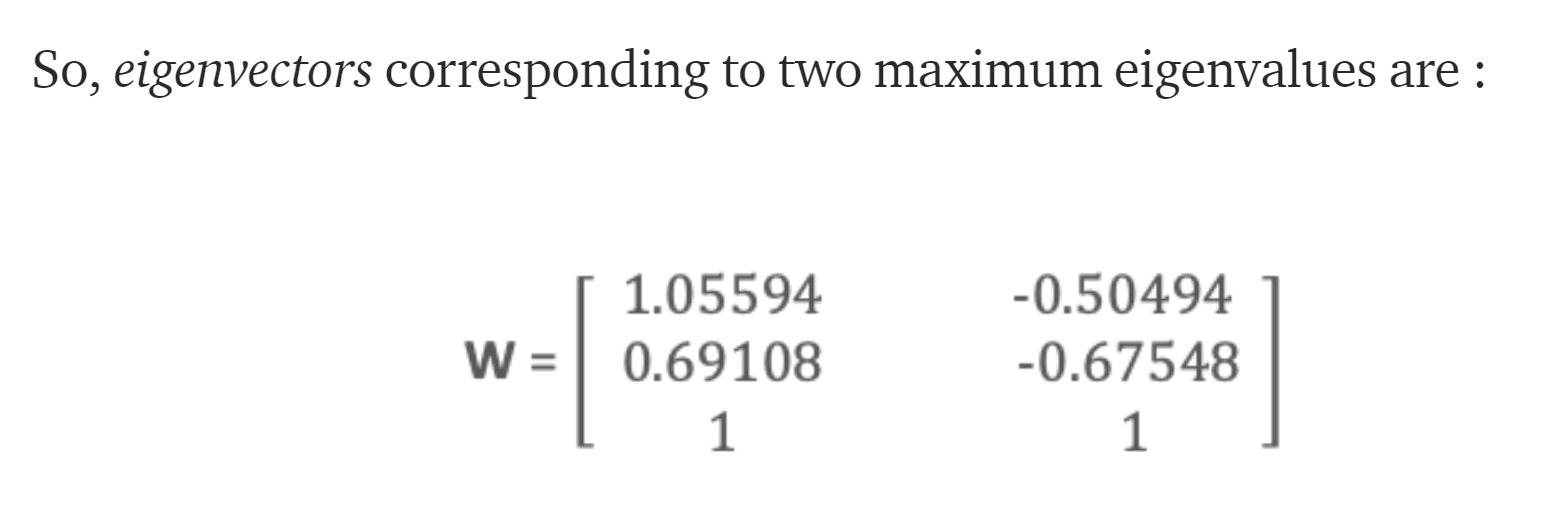 So, eigenvectors corresponding to two maximum eigenvalues are :
1.05594 -0.50494
W = 0.69108 -0.67548
1 1